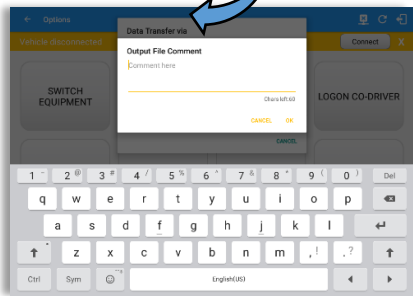 Options
Vehicle disconnected
Connect
X
Data Transfer via
Output File Comment
Comment here
Chars left:60
CANCEL OK
CANCEL
SWITCH
EQUIPMENT
LOGON CO-DRIVER
1 - 2 @ 3 # 4 / 5 % 6 ^ 7 & 8 * 9 ( 0 ) Del
q w e r t y u i o p
a s d f g h j k l
z x c v b n m , ! . ?
Ctrl Sym English(US)